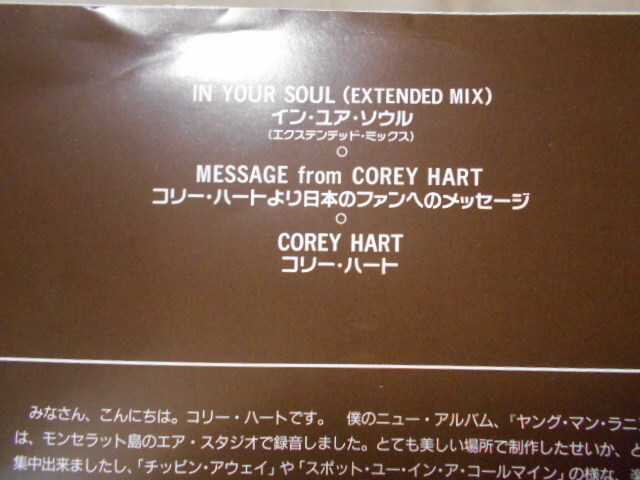 IN YOUR SOUL (EXTENDED MIX)
イン・ユア・ソウル
(エクステンデッド・ミックス)
MESSAGE from COREY HART
コリー・ハートより日本のファンへのメッセージ
COREY HART
コリー・ハート
みなさん、こんにちは。コリー・ハートです。 僕のニュー・アルバム、『ヤング・マン・ラニ
は、モンセラット島のエア・スタジオで録音しました。とても美しい場所で制作したせいか、と
集中出来ましたし、「チッピン・アウェイ」や「スポット・ユー・イン・ア・コールマイン」の様な、